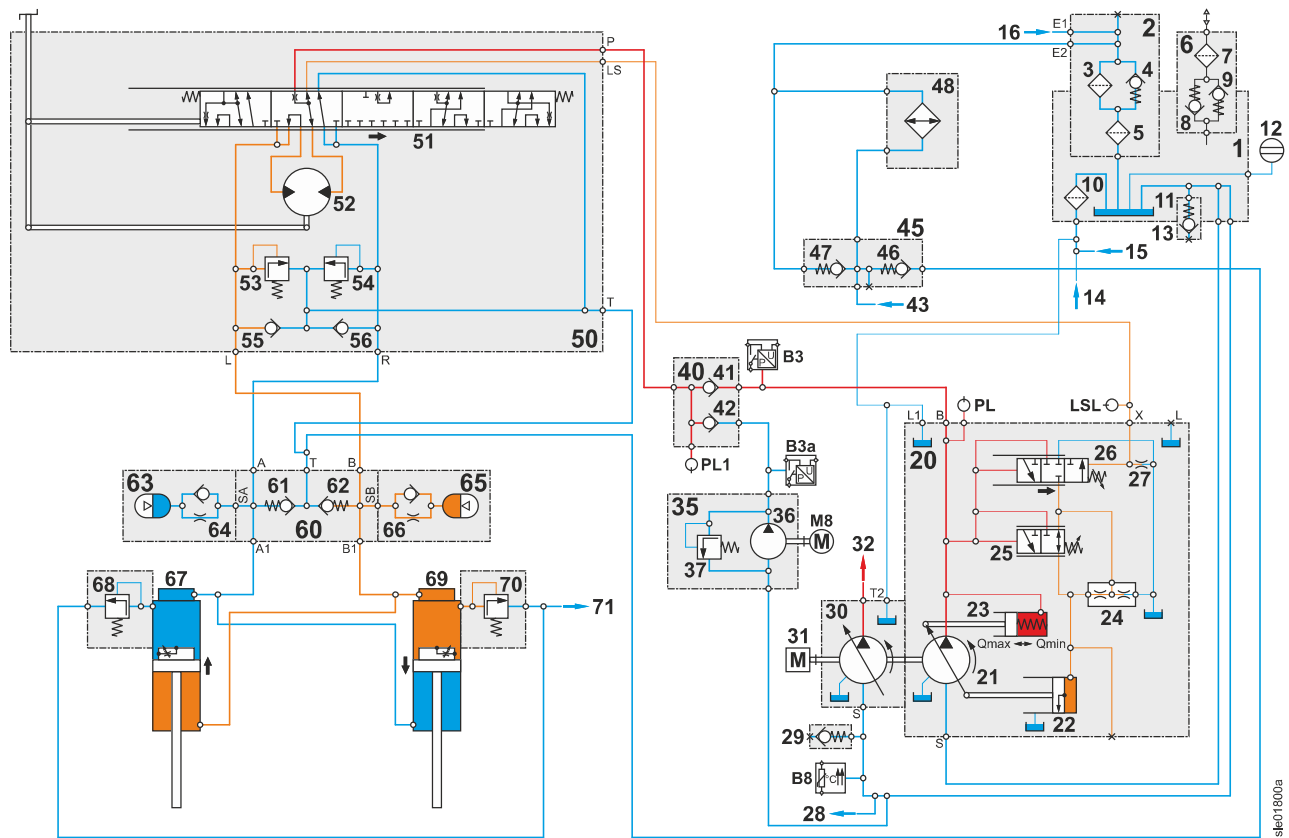 P
LS
16
E1
E2
2
6
7
3
4
9
8
5
1
12
48
51
52
10
11
13
45
47
46
15
53
54
43
14
T
55
56
50
L
R
40
41
B3
42
PL1
B3a
L1
B
PL
LSL
X
L
20
26
27
A
T
B
63
SA
61
62
SB
65
64
60
66
35
36
M8
M
37
25
A1
B1
32
68
67
69
70
30
T2
23
24
Qmax
Qmin
71
31
M
21
22
S
S
29
B8
°C
28
P
U
P
U
sle01800a